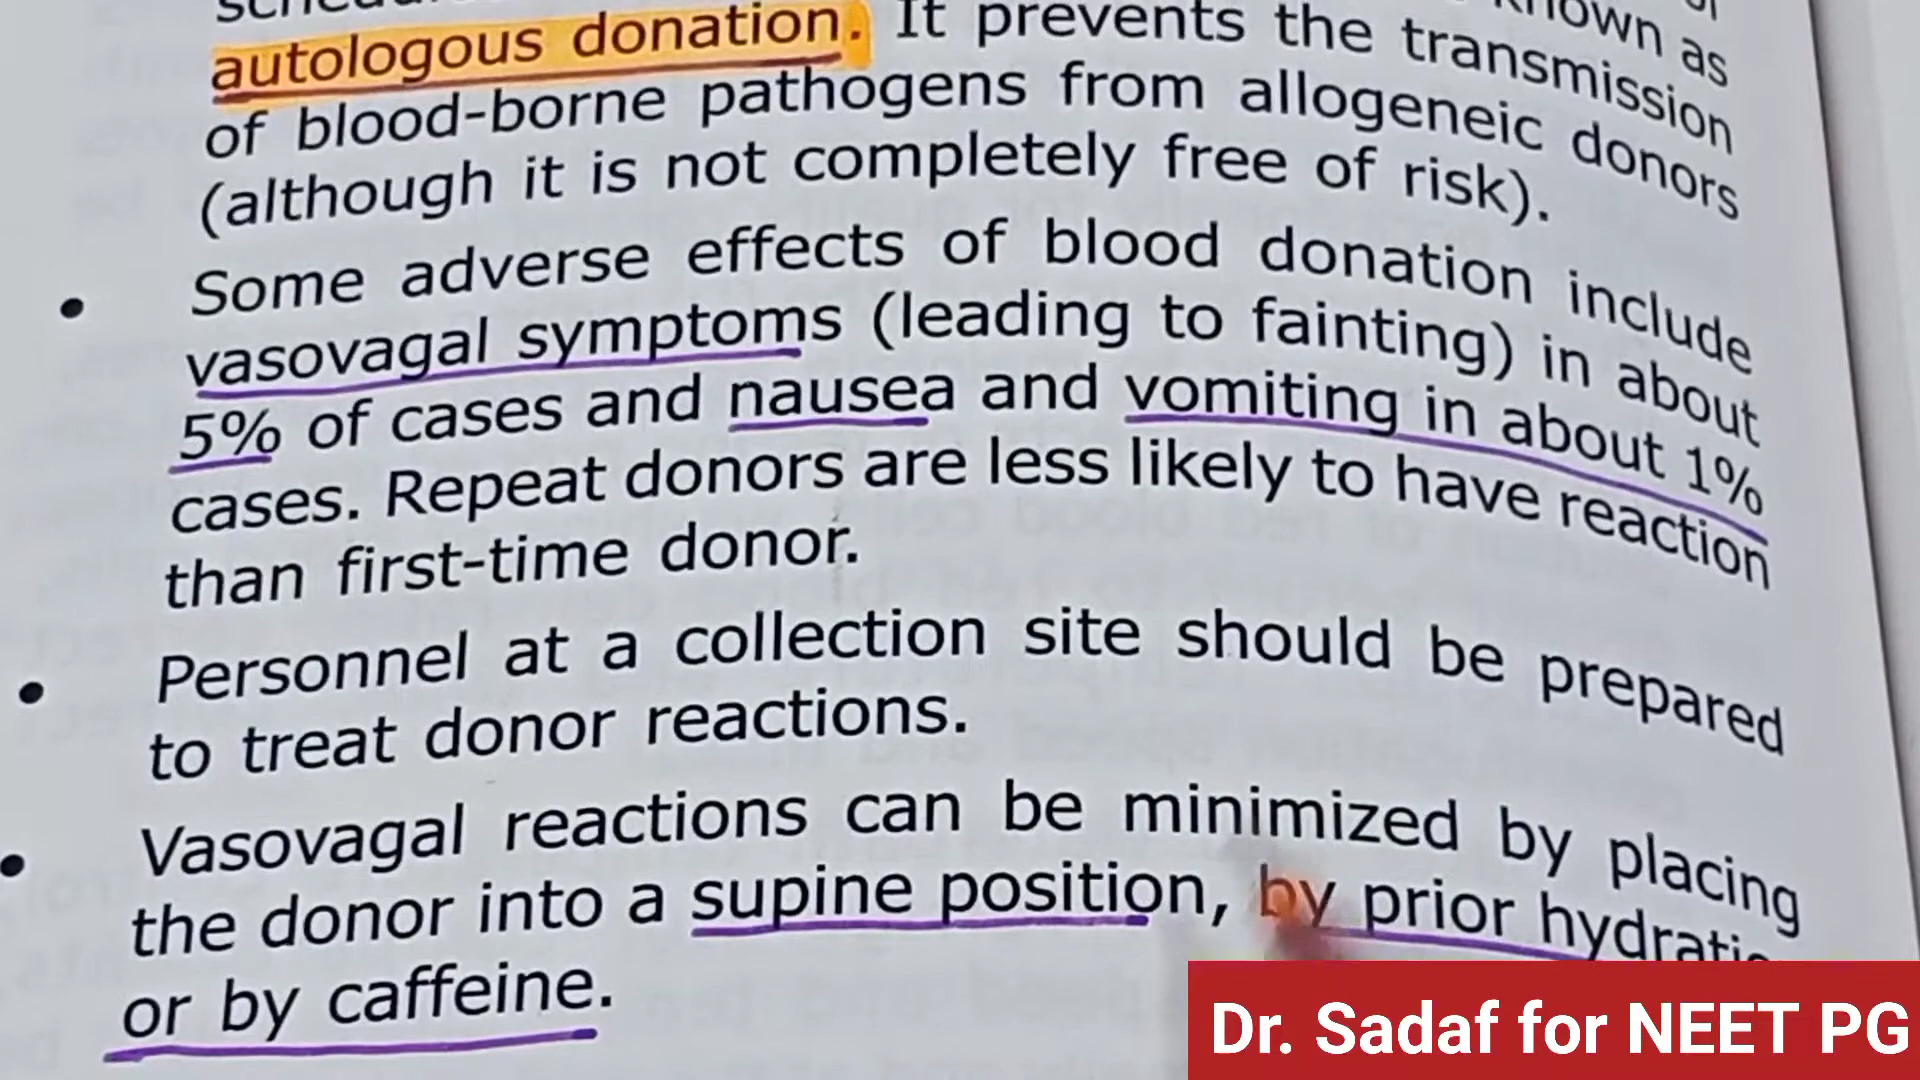 known as
autologous donation. It prevents the transmission
of blood-borne pathogens from allogeneic donors
(although it is not completely free of risk).
• Some adverse effects of blood donation include
vasovagal symptoms (leading to fainting) in about
5% of cases and nausea and vomiting in about 1%
cases. Repeat donors are less likely to have reaction
than first-time donor.
• Personnel at a collection site should be prepared
to treat donor reactions.
• Vasovagal reactions can be minimized by placing
the donor into a supine position, by prior
or by caffeine.
Dr. Sadaf for NEET PG